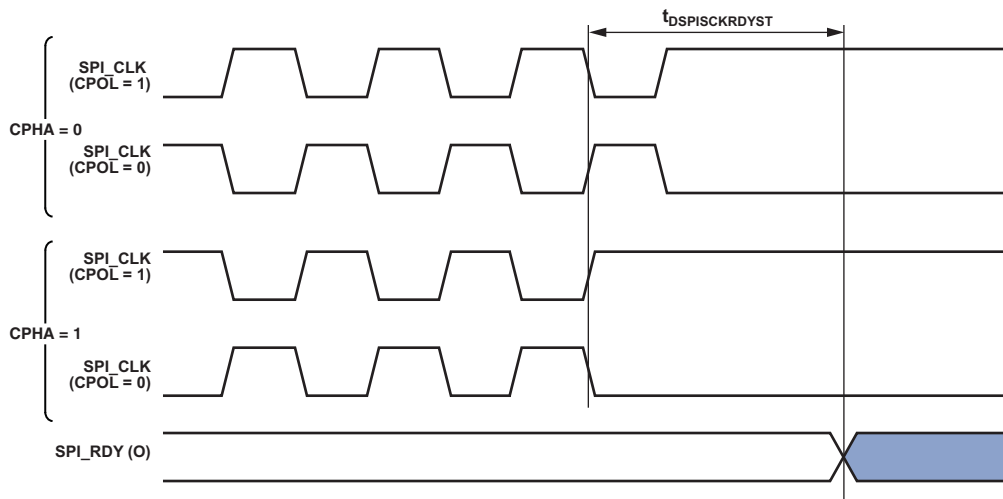 tDSPISCKRDYST
SPI_CLK
(CPOL = 1)
CPHA = 0
SPI_CLK
(CPOL = 0)
SPI_CLK
(CPOL = 1)
CPHA = 1
SPI_CLK
(CPOL = 0)
SPI_RDY (O)